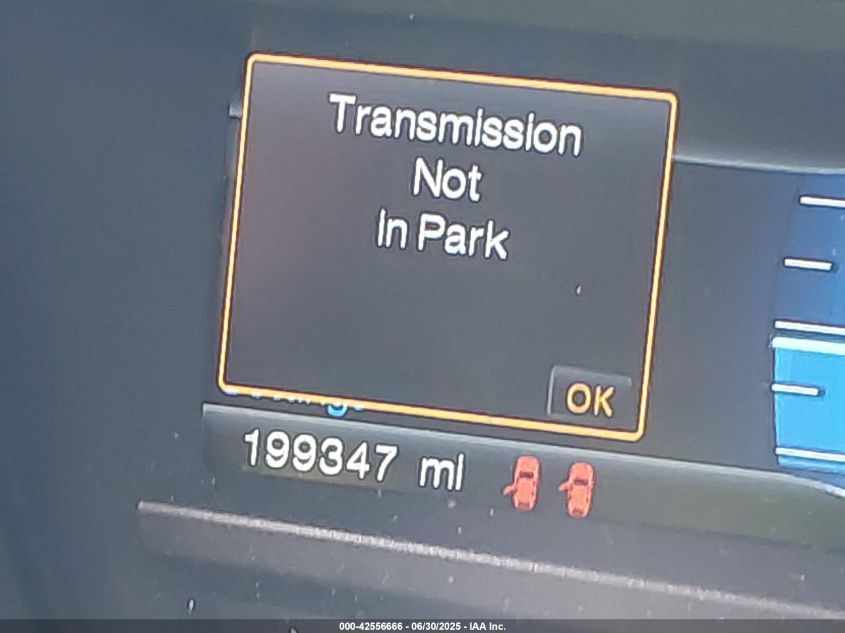 Transmission
Not
In Park
OK
199347 mi
000-42556666 - 06/30/2025 - IAA Inc.